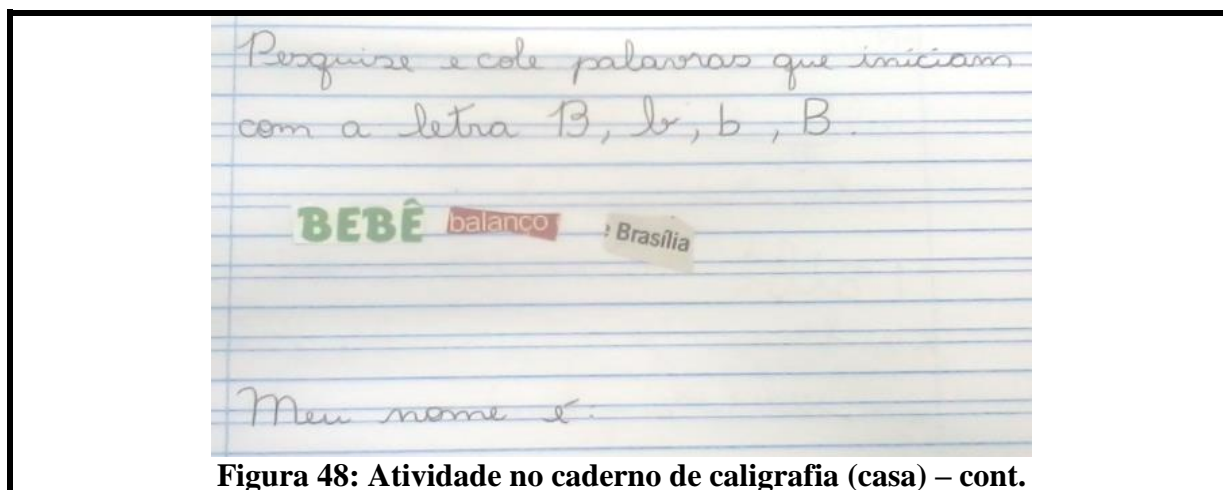 Pesquise e cole palavras que iniciam
com a letra B, b, b, B.
BEBÊ balanço e Brasília
Meu nome é:
Figura 48: Atividade no caderno de caligrafia (casa) – cont.